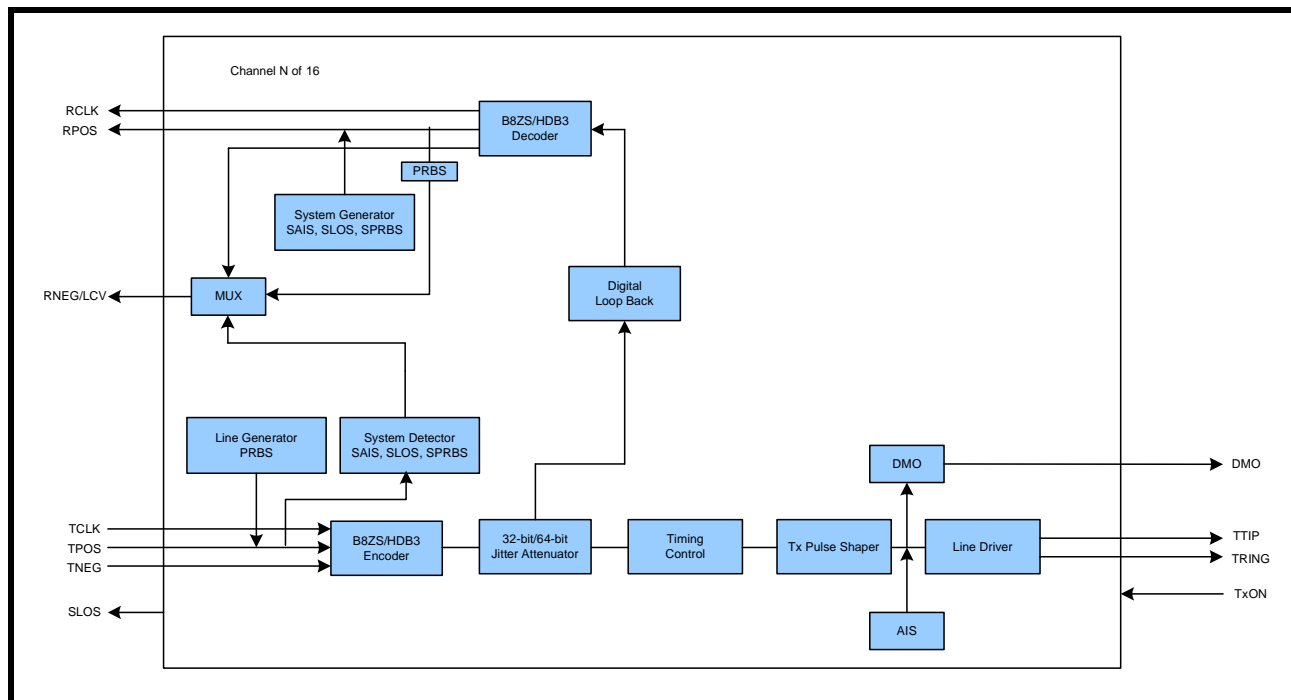 Channel N of 16
RCLK
RPOS
B8ZS/HDB3
Decoder
PRBS
System Generator
SAIS, SLOS, SPRBS
RNEG/LCV
MUX
Digital
Loop Back
Line Generator
PRBS
System Detector
SAIS, SLOS, SPRBS
DMO
DMO
TCLK
TPOS
TNEG
B8ZS/HDB3
Encoder
32-bit/64-bit
Jitter Attenuator
Timing
Control
Tx Pulse Shaper
Line Driver
TTIP
TRING
TxON
SLOS
AIS